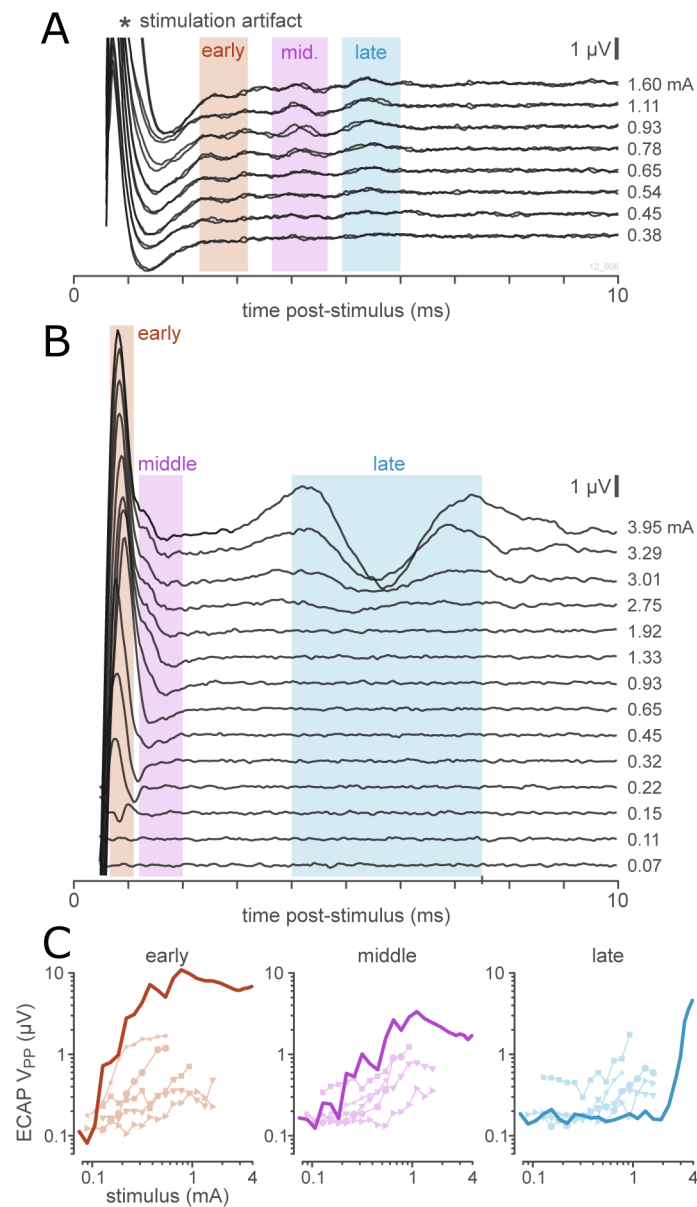 A
* stimulation artifact
early
mid.
late
1 µV
1.60 mA
1.11
0.93
0.78
0.65
0.54
0.45
0.38
12_006
0
10
time post-stimulus (ms)
B
early
middle
late
1 µV
3.95 mA
3.29
3.01
2.75
1.92
1.33
0.93
0.65
0.45
0.32
0.22
0.15
0.11
0.07
0
10
time post-stimulus (ms)
C
early
middle
late
ECAP VPP (µV)
10
1
0.1
0.1
1
4
10
1
0.1
0.1
1
4
10
1
0.1
0.1
1
4
stimulus (mA)